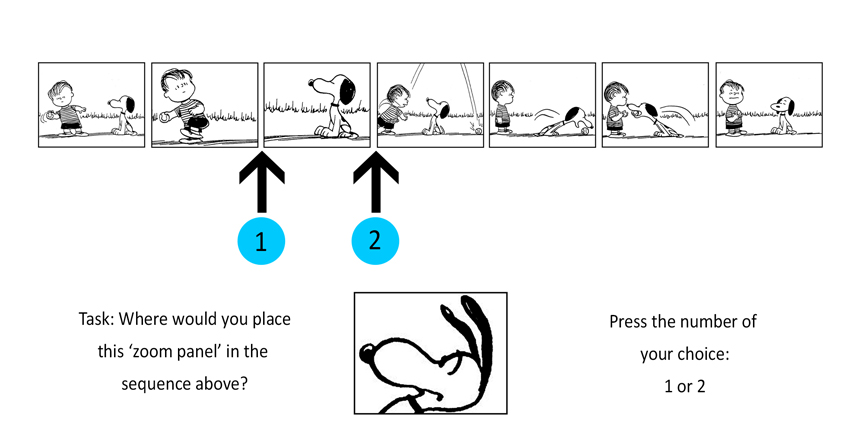 1
2
Task: Where would you place
this ‘zoom panel’ in the
sequence above?
Press the number of
your choice:
1 or 2